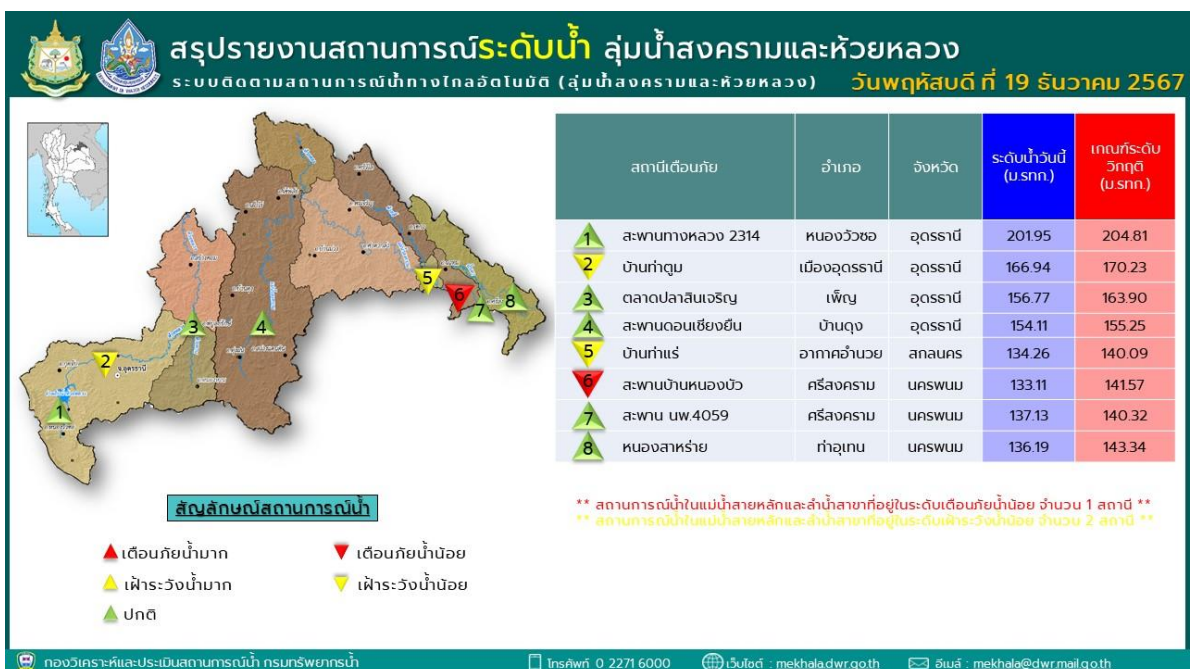 สรุปรายงานสถานการณ์ระดับน้ำ ลุ่มน้ำสงครามและห้วยหลวง
ระบบติดตามสถานการณ์น้ำทางไกลอัตโนมัติ (ลุ่มน้ำสงครามและห้วยหลวง) วันพฤหัสบดี ที่ 19 ธันวาคม 2567
สถานีเตือนภัย อำเภอ จังหวัด ระดับน้ำวันนี้ (ม.รทก.) เกณฑ์ระดับวิกฤติ (ม.รทก.)
1 สะพานทางหลวง 2314 หนองวัวซอ อุดรธานี 201.95 204.81
2 บ้านท่าตูม เมืองอุดรธานี อุดรธานี 166.94 170.23
3 ตลาดปลาสินเจริญ เพ็ญ อุดรธานี 156.77 163.90
4 สะพานดอนเชียงยืน บ้านดุง อุดรธานี 154.11 155.25
5 บ้านท่าแร่ อากาศอำนวย สกลนคร 134.26 140.09
6 สะพานบ้านหนองบัว ศรีสงคราม นครพนม 133.11 141.57
7 สะพาน นพ.4059 ศรีสงคราม นครพนม 137.13 140.32
8 หนองสาหร่าย ท่าอุเทน นครพนม 136.19 143.34
1
2
3
4
5
6
7
8
** สถานการณ์น้ำในแม่น้ำสายหลักและลำน้ำสาขาที่อยู่ในระดับเตือนภัยน้ำน้อย จำนวน 1 สถานี **
** สถานการณ์น้ำในแม่น้ำสายหลักและลำน้ำสาขาที่อยู่ในระดับเฝ้าระวังน้ำน้อย จำนวน 2 สถานี **
สัญลักษณ์สถานการณ์น้ำ
เตือนภัยน้ำมาก เตือนภัยน้ำน้อย
เฝ้าระวังน้ำมาก เฝ้าระวังน้ำน้อย
ปกติ
กองวิเคราะห์และประเมินสถานการณ์น้ำ กรมทรัพยากรน้ำ โทรศัพท์ 0 2271 6000 เว็บไซต์ : mekhala.dwr.go.th อีเมล์ : mekhala@dwr.mail.go.th